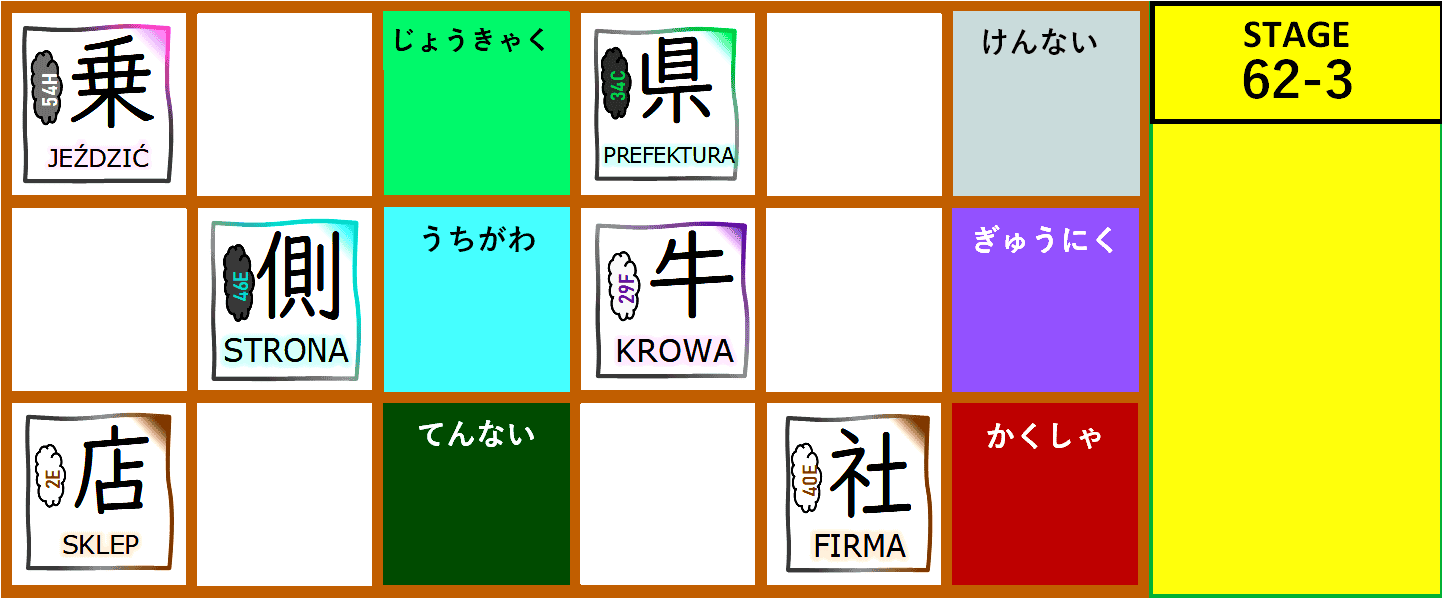 54H
乗
JEŹDZIĆ
じょうきゃく
34C
県
PREFEKTURA
けんない
STAGE
62-3
46E
側
STRONA
うちがわ
29F
牛
KROWA
ぎゅうにく
2E
店
SKLEP
てんない
40E
社
FIRMA
かくしゃ